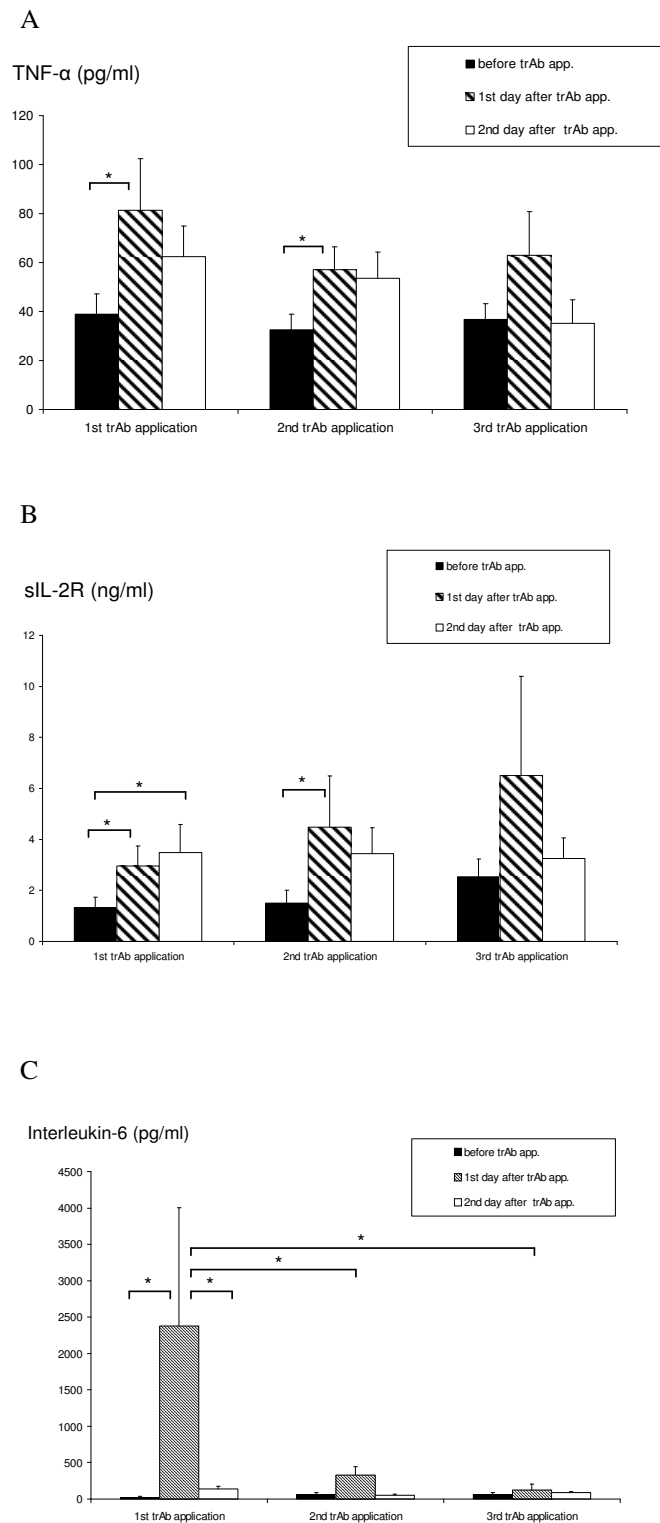 A
TNF-α (pg/ml)
before trAb app.
1st day after trAb app.
2nd day after trAb app.
120
100
80
60
40
20
0
*
*
1st trAb application
2nd trAb application
3rd trAb application
B
sIL-2R (ng/ml)
before trAb app.
1st day after trAb app.
2nd day after trAb app.
12
10
8
6
4
2
0
*
*
*
1st trAb application
2nd trAb application
3rd trAb application
C
Interleukin-6 (pg/ml)
before trAb app.
1st day after trAb app.
2nd day after trAb app.
4500
4000
3500
3000
2500
2000
1500
1000
500
0
*
*
*
*
1st trAb application
2nd trAb application
3rd trAb application